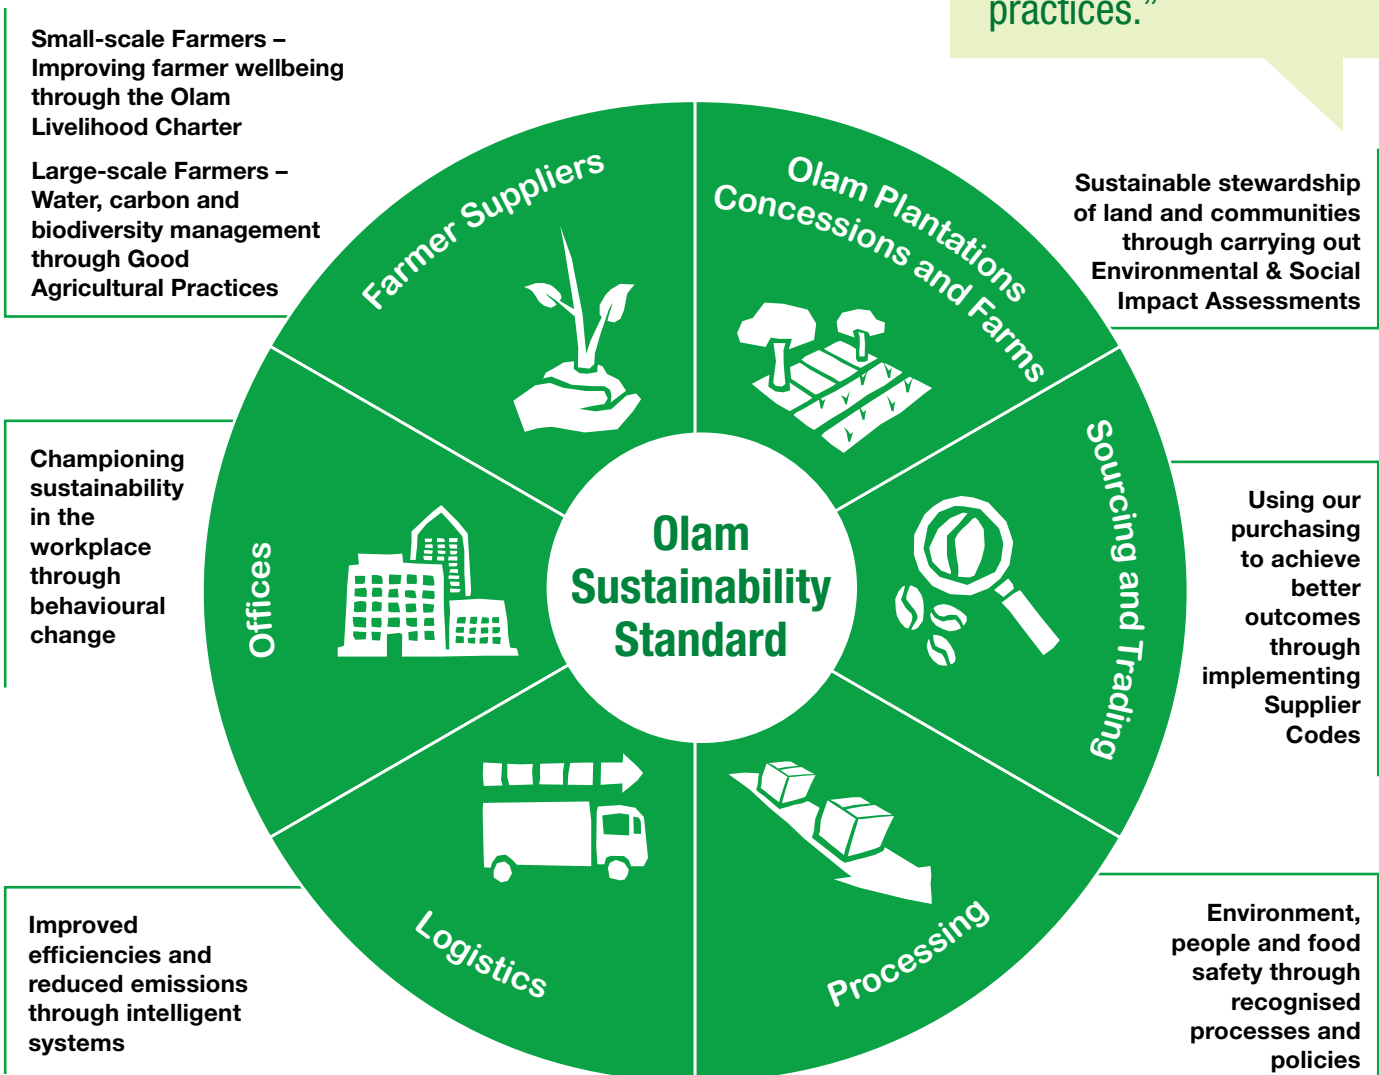 practices.”
Small-scale Farmers –
Improving farmer wellbeing
through the Olam
Livelihood Charter
Large-scale Farmers –
Water, carbon and
biodiversity management
through Good
Agricultural Practices
Farmer Suppliers
Olam Plantations
Concessions and Farms
Sustainable stewardship
of land and communities
through carrying out
Environmental & Social
Impact Assessments
Championing
sustainability
in the
workplace
through
behavioural
change
Offices
Olam
Sustainability
Standard
Sourcing and Trading
Using our
purchasing
to achieve
better
outcomes
through
implementing
Supplier
Codes
Improved
efficiencies and
reduced emissions
through intelligent
systems
Logistics
Processing
Environment,
people and food
safety through
recognised
processes and
policies